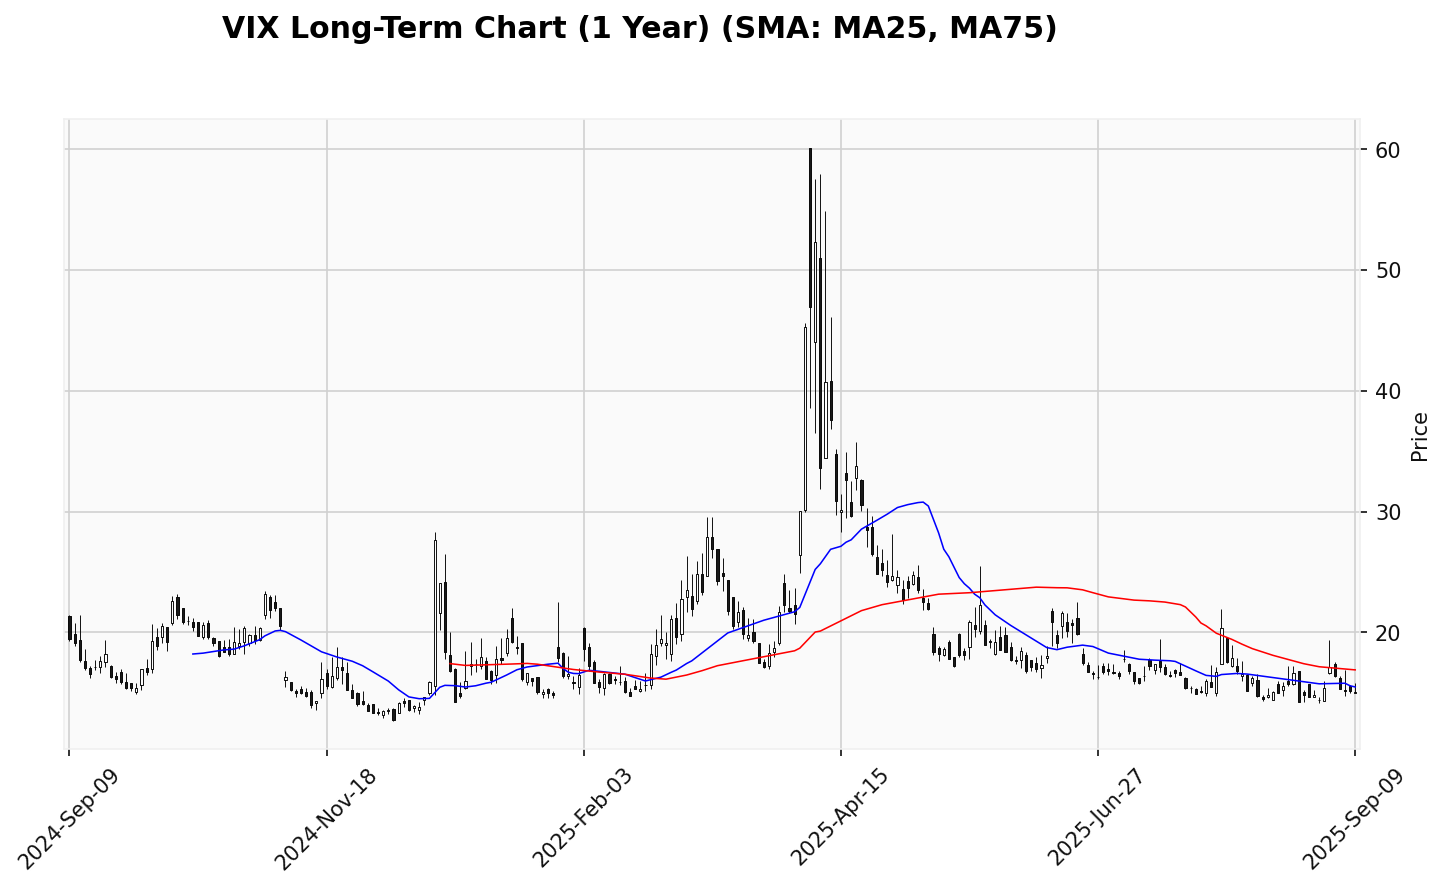 VIX Long-Term Chart (1 Year) (SMA: MA25, MA75)
60
50
40
30
20
Price
2024-Sep-09
2024-Nov-18
2025-Feb-03
2025-Apr-15
2025-Jun-27
2025-Sep-09